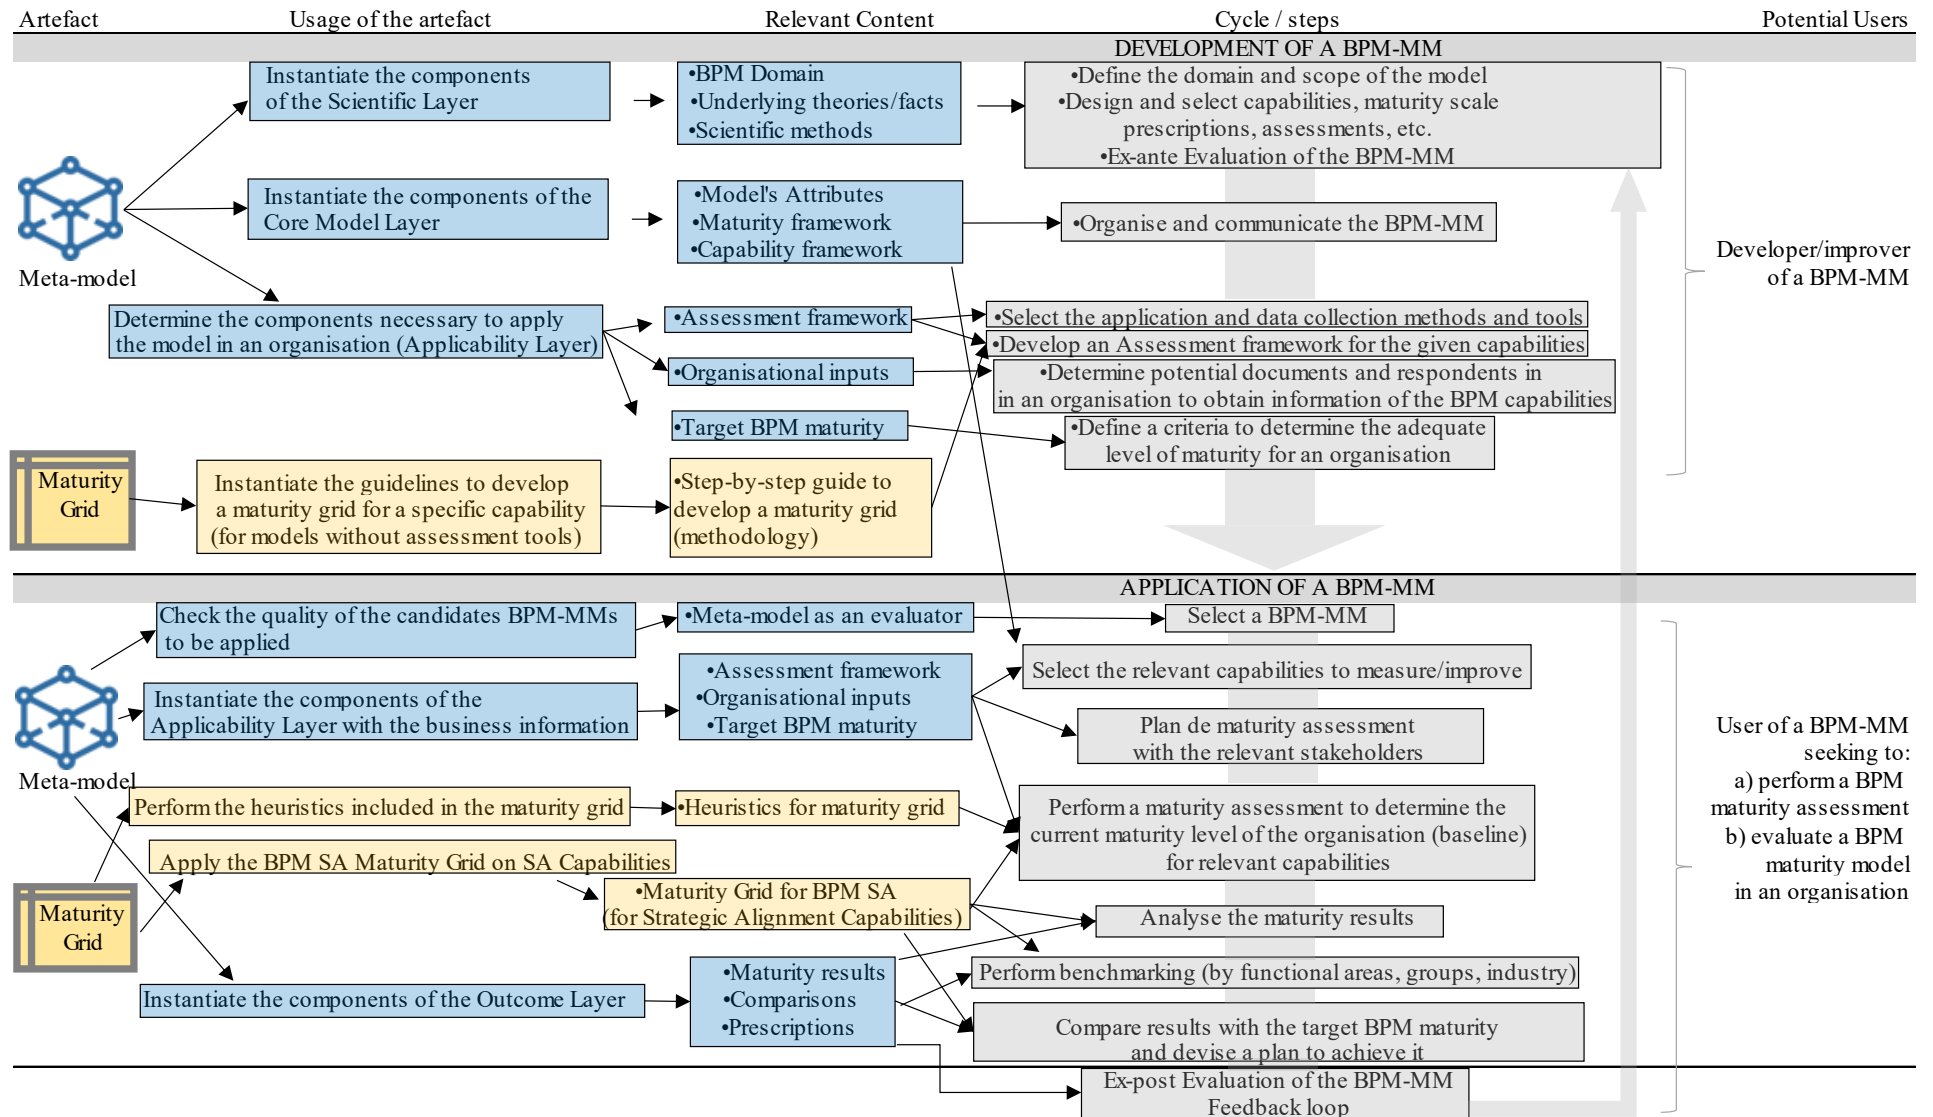 Artefact
Usage of the artefact
Relevant Content
Cycle / steps
Potential Users
DEVELOPMENT OF A BPM-MM
Instantiate the components
of the Scientific Layer
•BPM Domain
•Underlying theories/facts
•Scientific methods
•Define the domain and scope of the model
•Design and select capabilities, maturity scale
prescriptions, assessments, etc.
•Ex-ante Evaluation of the BPM-MM
Meta-model
Instantiate the components of the
Core Model Layer
•Model's Attributes
•Maturity framework
•Capability framework
•Organise and communicate the BPM-MM
Developer/improver
of a BPM-MM
Determine the components necessary to apply
the model in an organisation (Applicability Layer)
•Assessment framework
•Organisational inputs
•Target BPM maturity
•Select the application and data collection methods and tools
•Develop an Assessment framework for the given capabilities
•Determine potential documents and respondents in
in an organisation to obtain information of the BPM capabilities
•Define a criteria to determine the adequate
level of maturity for an organisation
Maturity
Grid
Instantiate the guidelines to develop
a maturity grid for a specific capability
(for models without assessment tools)
•Step-by-step guide to
develop a maturity grid
(methodology)
APPLICATION OF A BPM-MM
Check the quality of the candidates BPM-MMs
to be applied
•Meta-model as an evaluator
Select a BPM-MM
Meta-model
Instantiate the components of the
Applicability Layer with the business information
•Assessment framework
•Organisational inputs
•Target BPM maturity
Select the relevant capabilities to measure/improve
Plan de maturity assessment
with the relevant stakeholders
User of a BPM-MM
seeking to:
a) perform a BPM
maturity assessment
b) evaluate a BPM
maturity model
in an organisation
Perform the heuristics included in the maturity grid
•Heuristics for maturity grid
Perform a maturity assessment to determine the
current maturity level of the organisation (baseline)
for relevant capabilities
Apply the BPM SA Maturity Grid on SA Capabilities
•Maturity Grid for BPM SA
(for Strategic Alignment Capabilities)
Maturity
Grid
Analyse the maturity results
Instantiate the components of the Outcome Layer
•Maturity results
•Comparisons
•Prescriptions
Perform benchmarking (by functional areas, groups, industry)
Compare results with the target BPM maturity
and devise a plan to achieve it
Ex-post Evaluation of the BPM-MM
Feedback loop